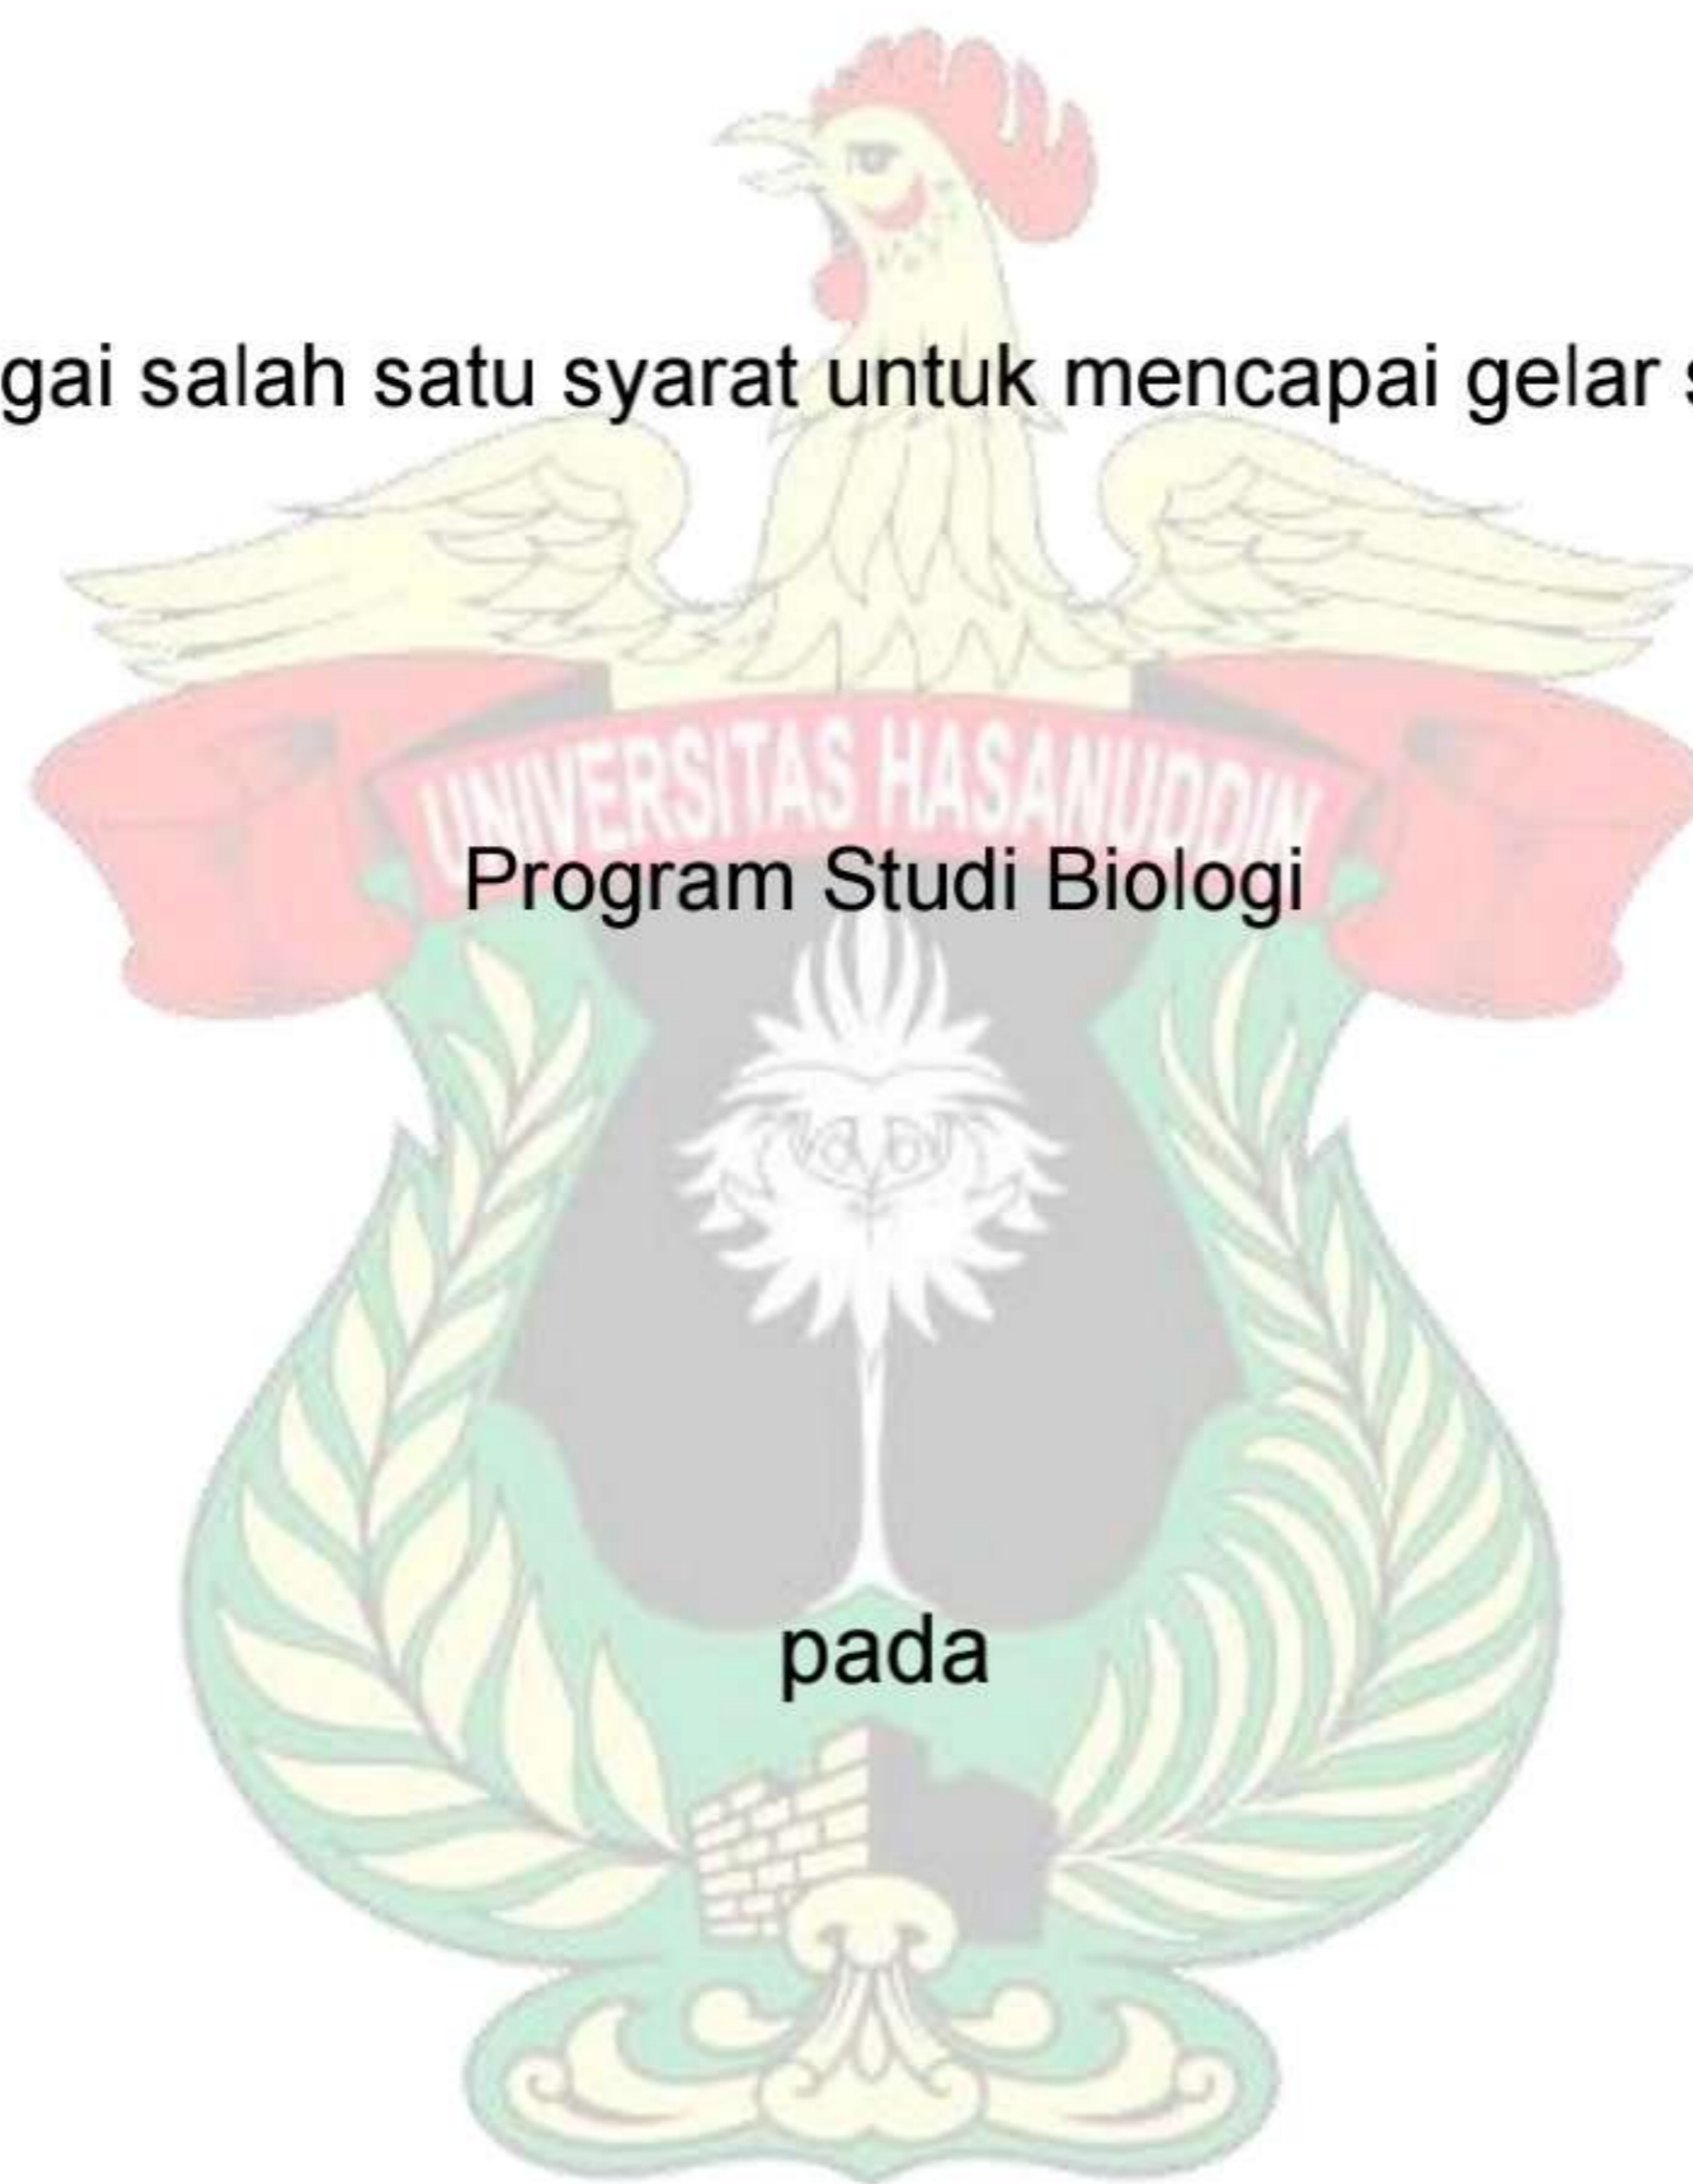 gai salah satu syarat untuk mencapai gelar s
UNIVERSITAS HASANUDDIN
Program Studi Biologi
pada